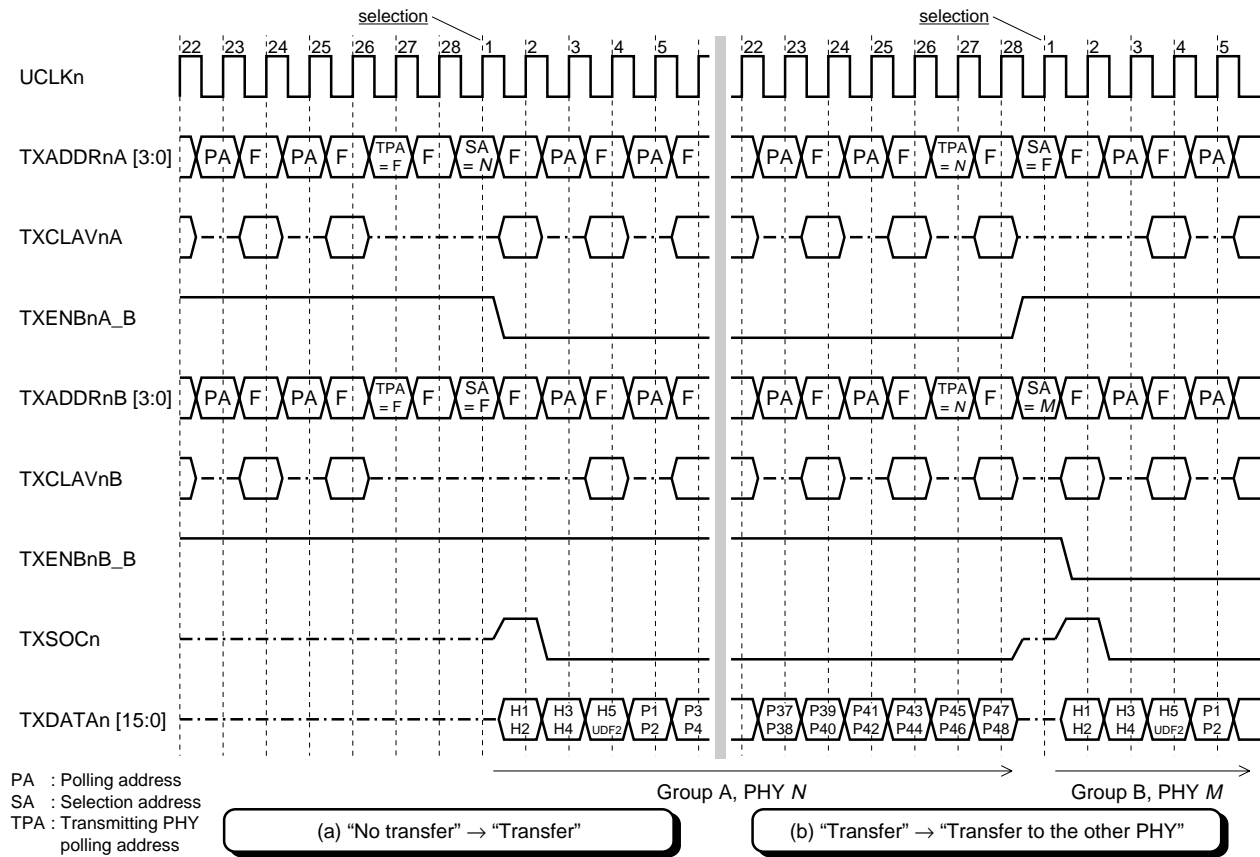 selection selection
22 23 24 25 26 27 28 1 2 3 4 5 22 23 24 25 26 27 28 1 2 3 4 5
UCLKn
TXADDRnA [3:0] PA F PA F TPA = F F SA = N F PA F PA F PA F PA F TPA = N F SA = F F PA F PA
TXCLAVnA
TXENBnA_B
TXADDRnB [3:0] PA F PA F TPA = F F SA = F F PA F PA F PA F PA F TPA = N F SA = M F PA F PA
TXCLAVnB
TXENBnB_B
TXSOCn
TXDATAn [15:0] H1 H2 H3 H4 H5 UDF2 P1 P2 P3 P4 P37 P38 P39 P40 P41 P42 P43 P44 P45 P46 P47 P48 H1 H2 H3 H4 H5 UDF2 P1 P2
Group A, PHY N Group B, PHY M
PA : Polling address
SA : Selection address
TPA : Transmitting PHY
polling address
(a) “No transfer” → “Transfer” (b) “Transfer” → “Transfer to the other PHY”